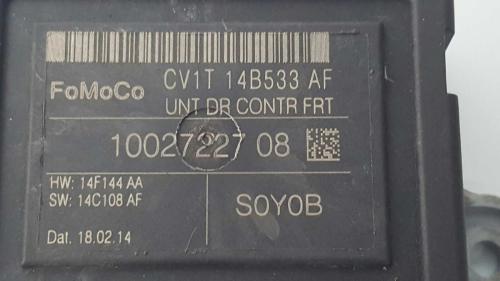 FoMoCo CV1T 14B533 AF
UNT DR CONTR FRT
10027227 08
HW: 14F144 AA
SW: 14C108 AF
S0Y0B
Dat. 18.02.14